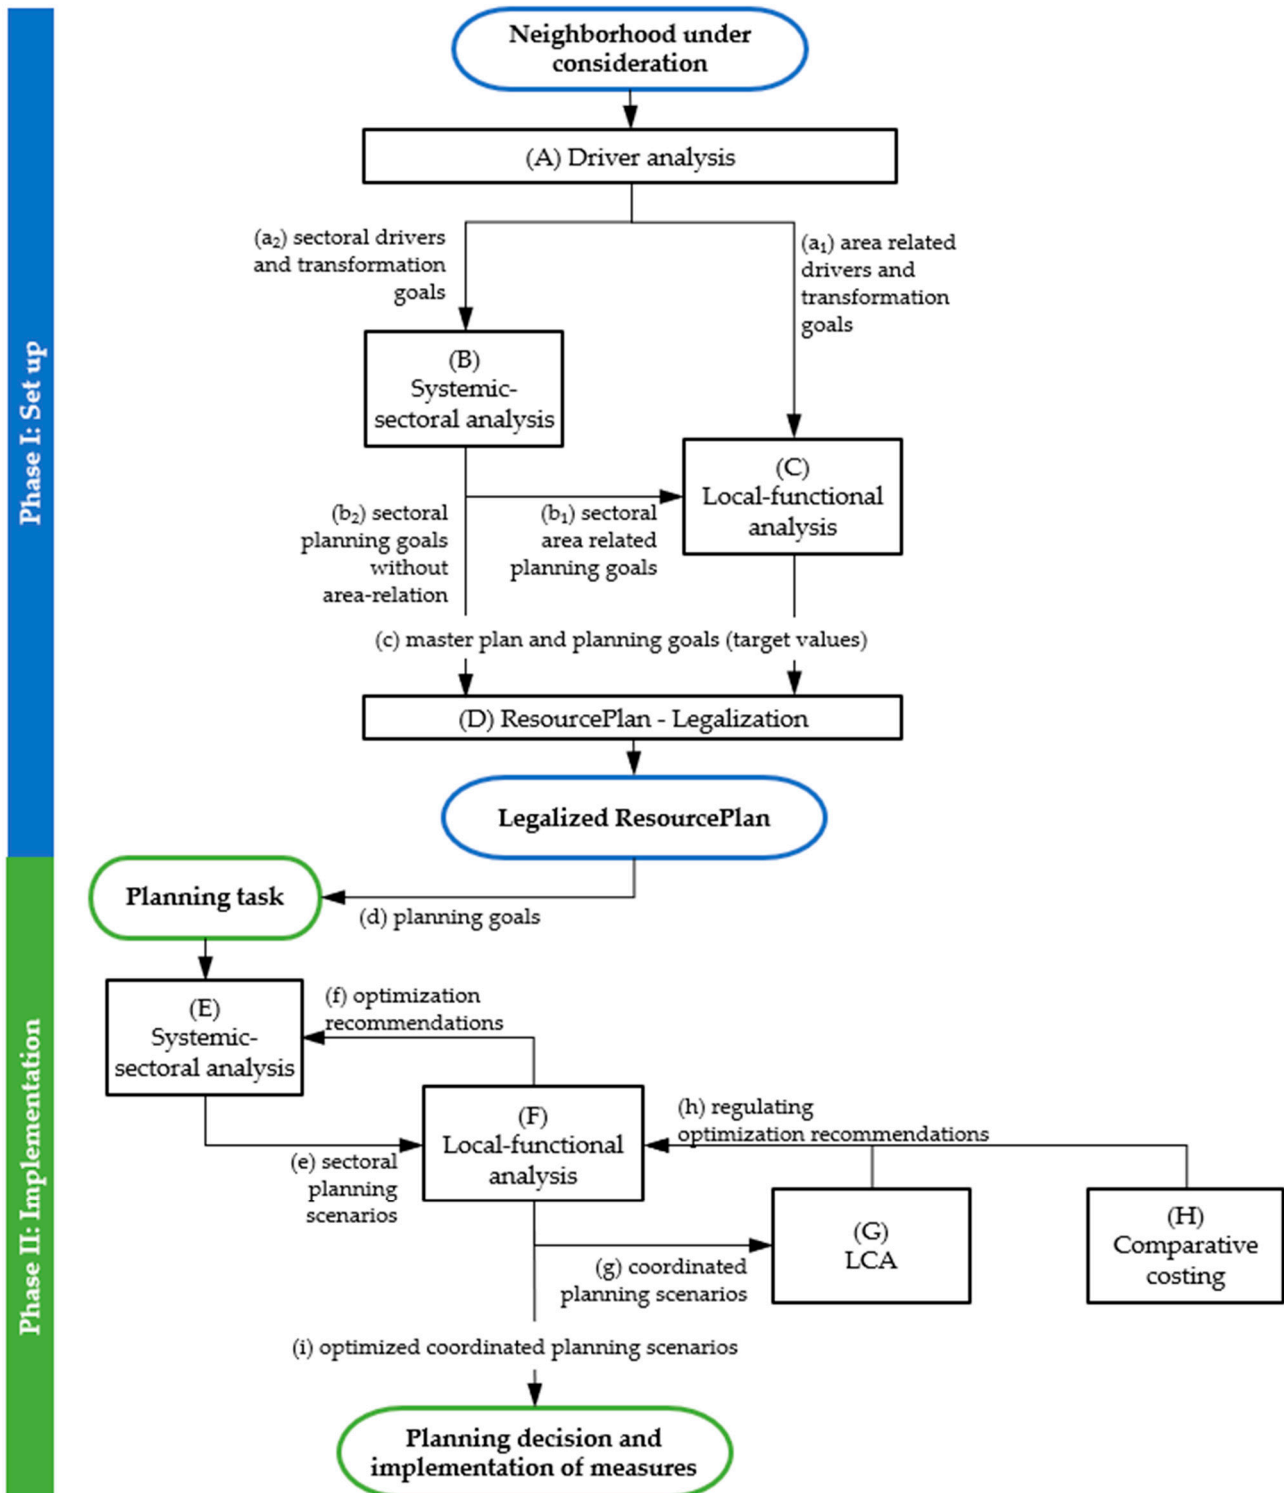 Phase I: Set up
Neighborhood under
consideration
(A) Driver analysis
(a₂) sectoral drivers
and transformation
goals
(a₁) area related
drivers and
transformation
goals
(B)
Systemic-
sectoral analysis
(C)
Local-functional
analysis
(b₂) sectoral
planning goals
without
area-relation
(b₁) sectoral
area related
planning goals
(c) master plan and planning goals (target values)
(D) ResourcePlan - Legalization
Legalized ResourcePlan
Phase II: Implementation
Planning task
(d) planning goals
(E)
Systemic-
sectoral analysis
(f) optimization
recommendations
(F)
Local-functional
analysis
(e) sectoral
planning
scenarios
(h) regulating
optimization recommendations
(G)
LCA
(H)
Comparative
costing
(g) coordinated
planning scenarios
(i) optimized coordinated planning scenarios
Planning decision and
implementation of measures